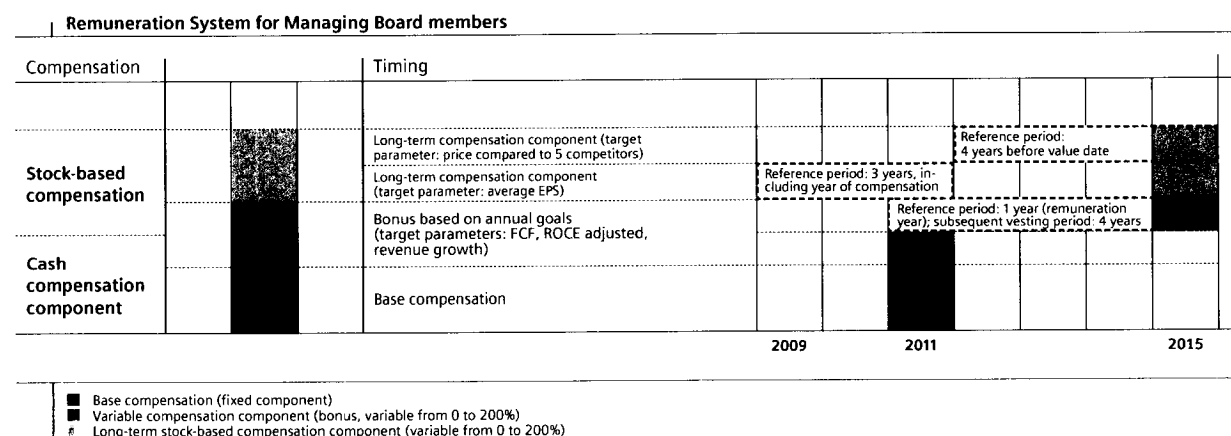 Remuneration System for Managing Board members
Compensation
Timing
Stock-based
compensation
Long-term compensation component (target
parameter: price compared to 5 competitors)
Reference period:
4 years before value date
Long-term compensation component
(target parameter: average EPS)
Reference period: 3 years, in-
cluding year of compensation
Bonus based on annual goals
(target parameters: FCF, ROCE adjusted,
revenue growth)
Reference period: 1 year (remuneration
year); subsequent vesting period: 4 years
Cash
compensation
component
Base compensation
2009
2011
2015
Base compensation (fixed component)
Variable compensation component (bonus, variable from 0 to 200%)
Long-term stock-based compensation component (variable from 0 to 200%)